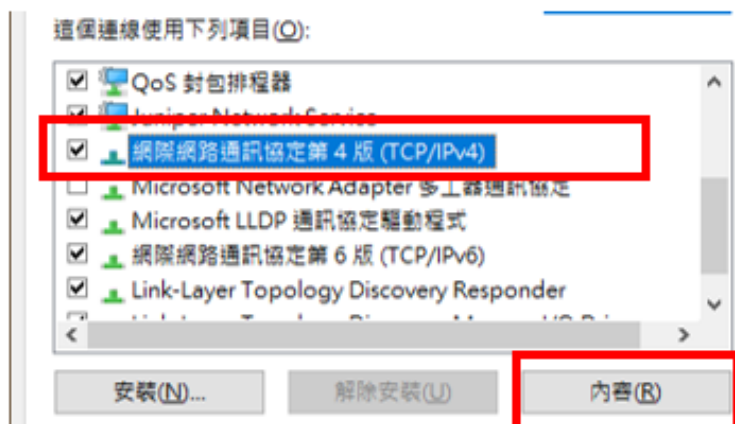 這個連線使用下列項目(O):
QoS 封包排程器
Juniper Network Service
網際網路通訊協定第 4 版 (TCP/IPv4)
Microsoft Network Adapter 多工器通訊協定
Microsoft LLDP 通訊協定驅動程式
網際網路通訊協定第 6 版 (TCP/IPv6)
Link-Layer Topology Discovery Responder
安裝(N)...
解除安裝(U)
內容(R)